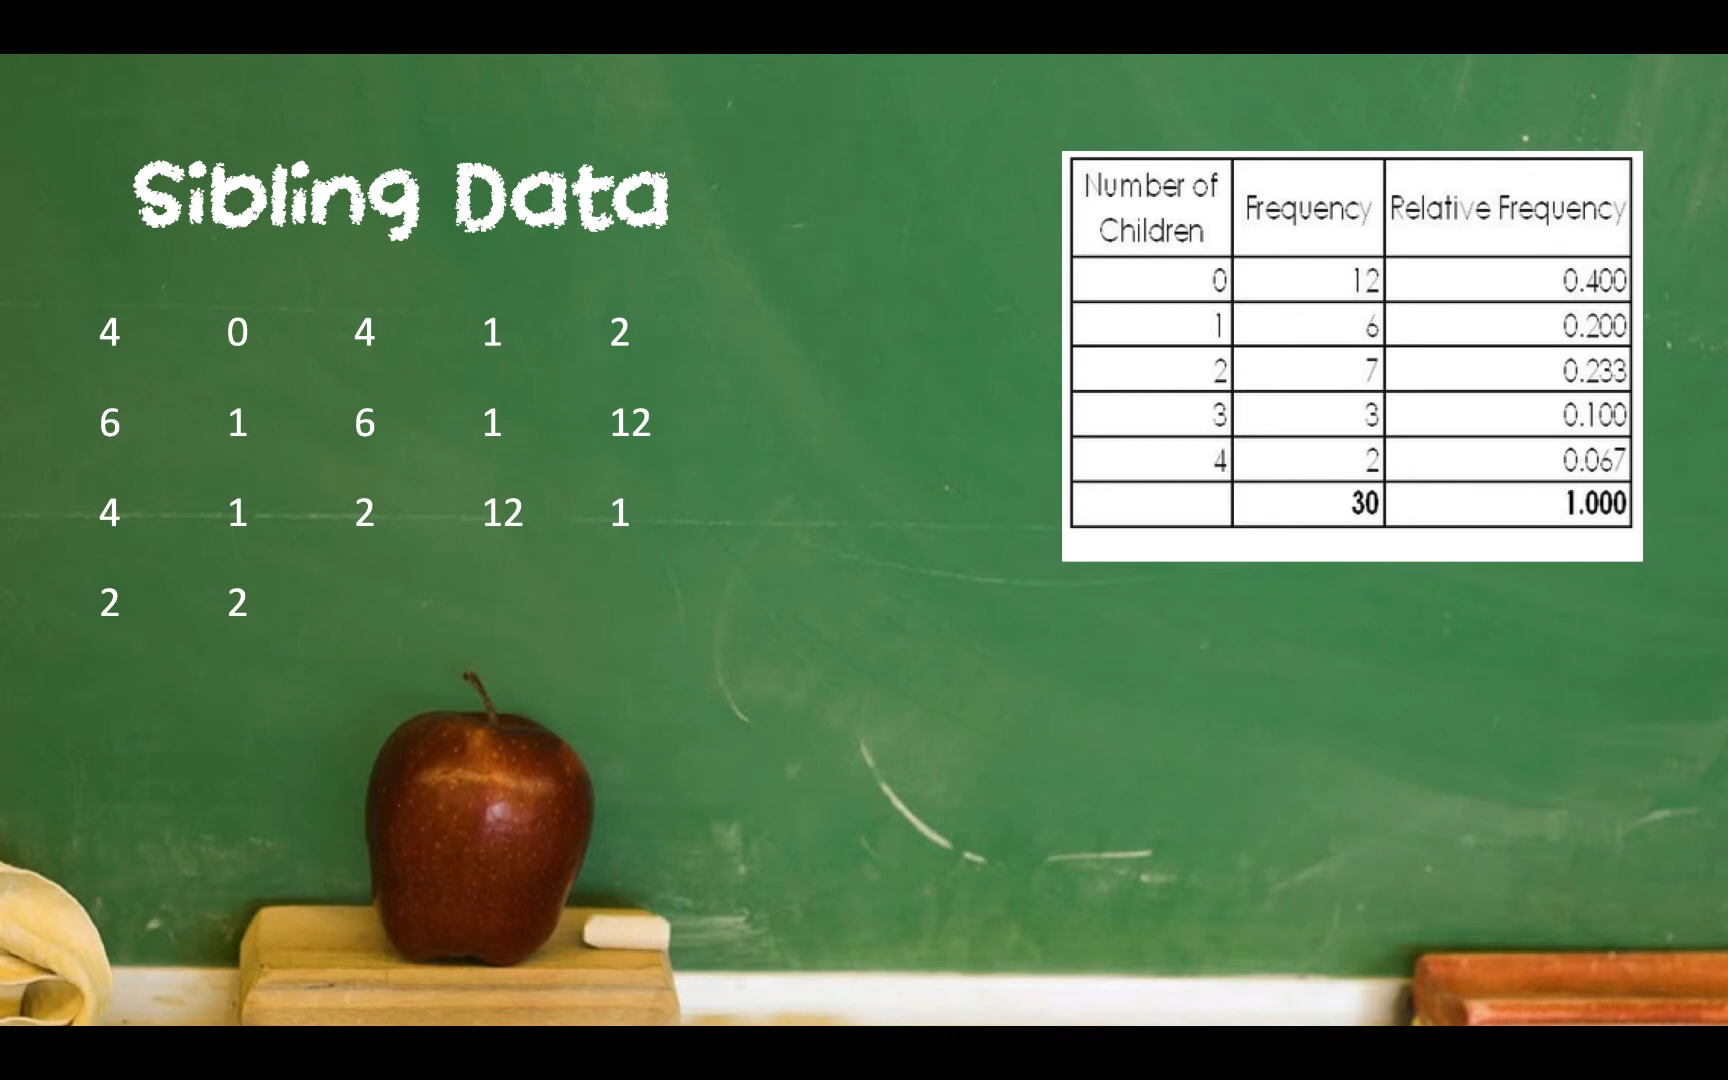 Sibling Data
4 0 4 1 2
6 1 6 1 12
4 1 2 12 1
2 2
Number of Children Frequency Relative Frequency
0 12 0.400
1 6 0.200
2 7 0.233
3 3 0.100
4 2 0.067
30 1.000